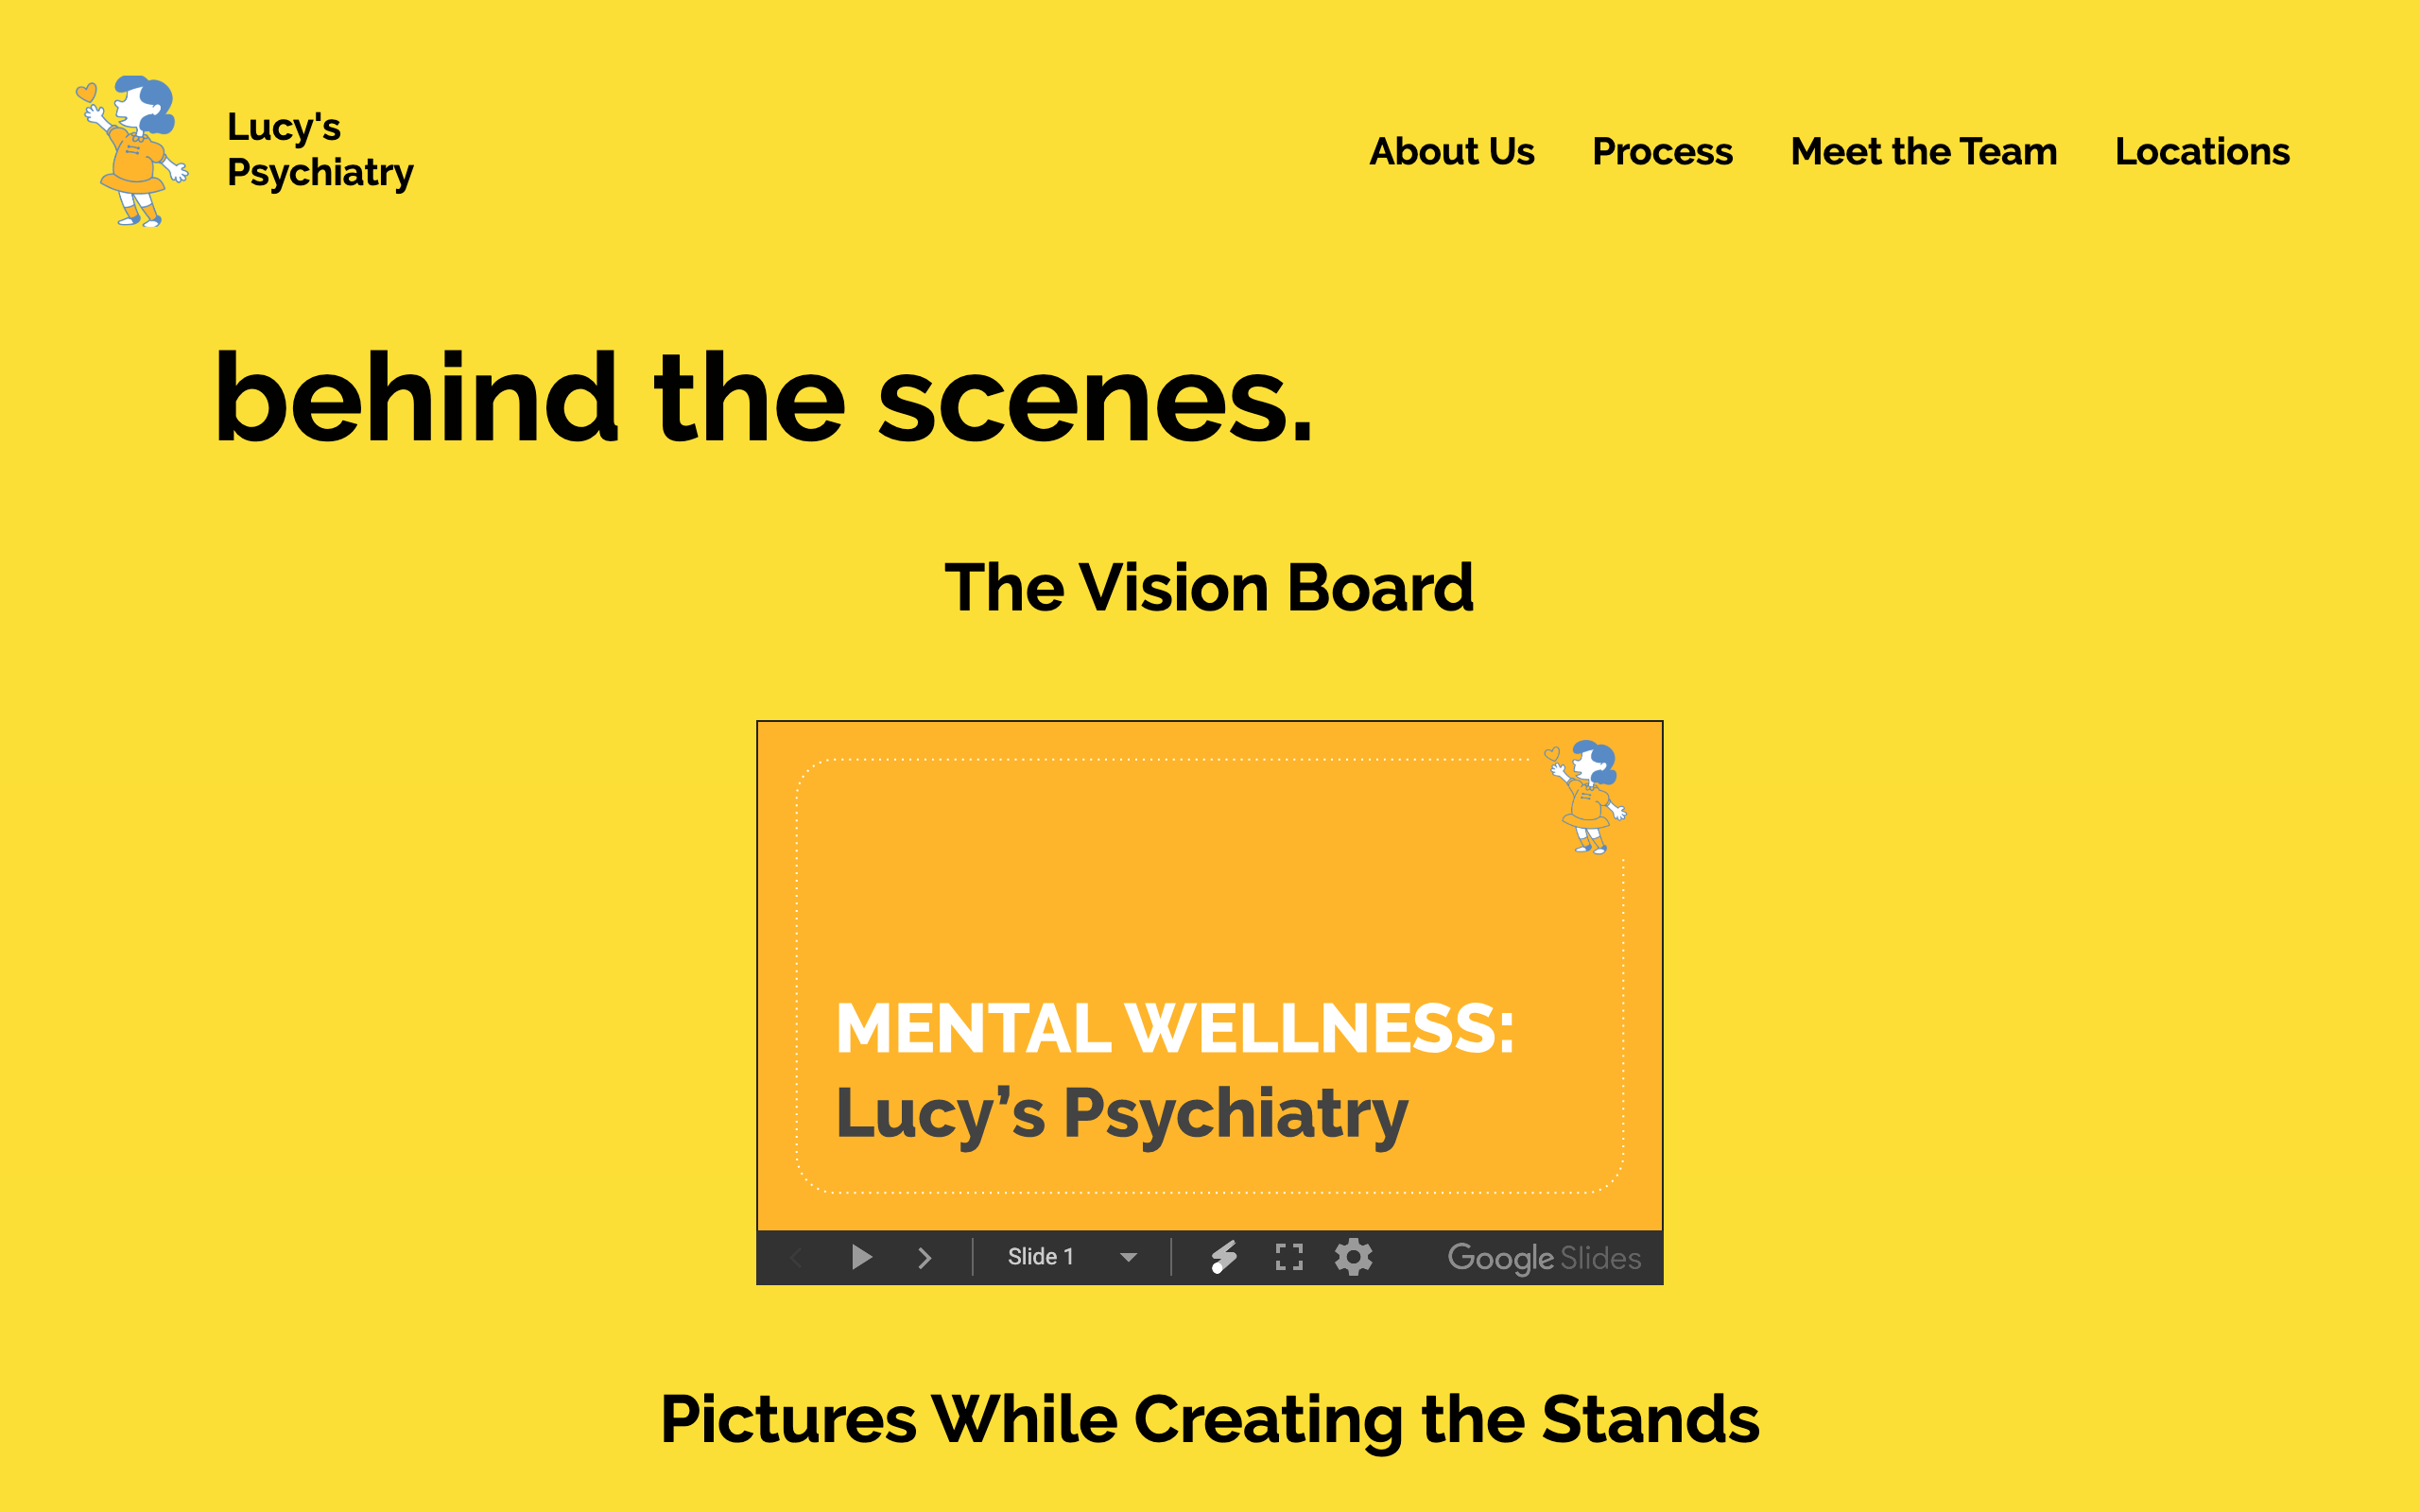 Lucy's
Psychiatry
About Us
Process
Meet the Team
Locations
behind the scenes.
The Vision Board
MENTAL WELLNESS:
Lucy’s Psychiatry
Slide 1
Google Slides
Pictures While Creating the Stands